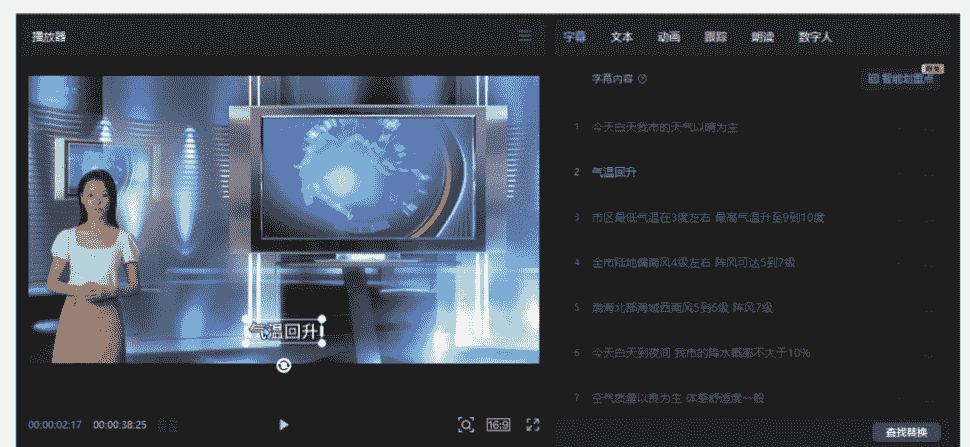 播放器
字幕 文本 动画 跟踪 朗读 数字人
字幕内容
限免
智能划重点
1 今天白天我市的天气以晴为主
2 气温回升
3 市区最低气温在3度左右 最高气温升至9到10度
4 全市陆地偏南风4级左右 阵风可达5到7级
5 渤海北部海域西南风5到6级 阵风7级
6 今天白天到夜间 我市的降水概率不大于10%
7 空气质量以良为主 体感舒适度一般
气温回升
00:00:02:17 00:00:38:25
16:9
查找替换